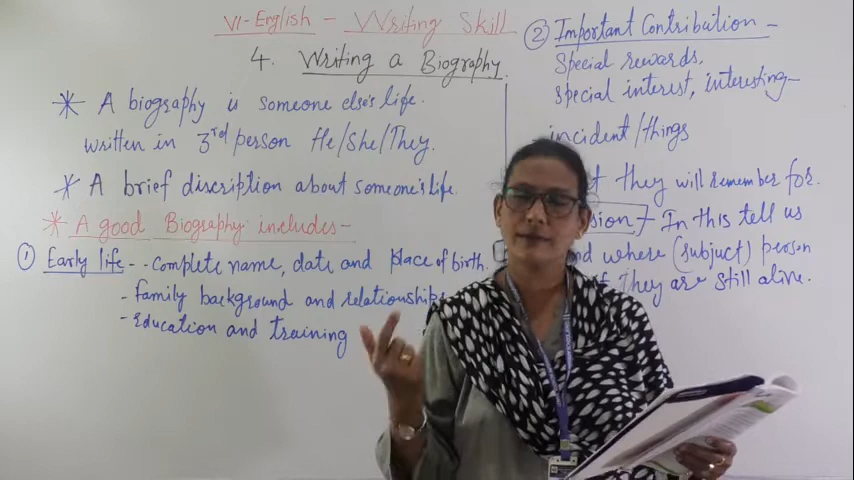 VI-English - Writing Skill
4. Writing a Biography
* A biography is someone else's life.
written in 3rd person He/She/They.
* A brief discription about someone's life.
* A good Biography includes-
① Early life - - Complete name, date and place of birth.
- family background and relationships
- Education and training
② Important Contribution -
Special rewards,
special interest, interesting
incident/things
they will remember for.
In this tell us
where (subject) person
if they are still alive.